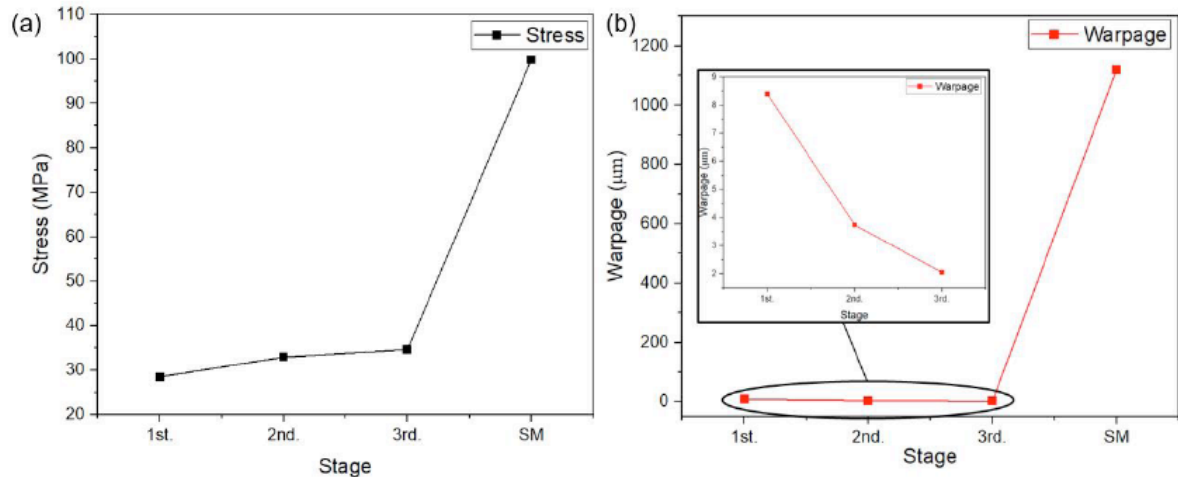 (a)
Stress
110
100
90
80
70
60
50
40
30
20
Stress (MPa)
1st.
2nd.
3rd.
SM
Stage
(b)
Warpage
1200
1000
800
600
400
200
0
Warpage (μm)
1st.
2nd.
3rd.
SM
Stage
Warpage
9
8
7
6
5
4
3
2
Warpage (μm)
1st.
2nd.
3rd.
Stage